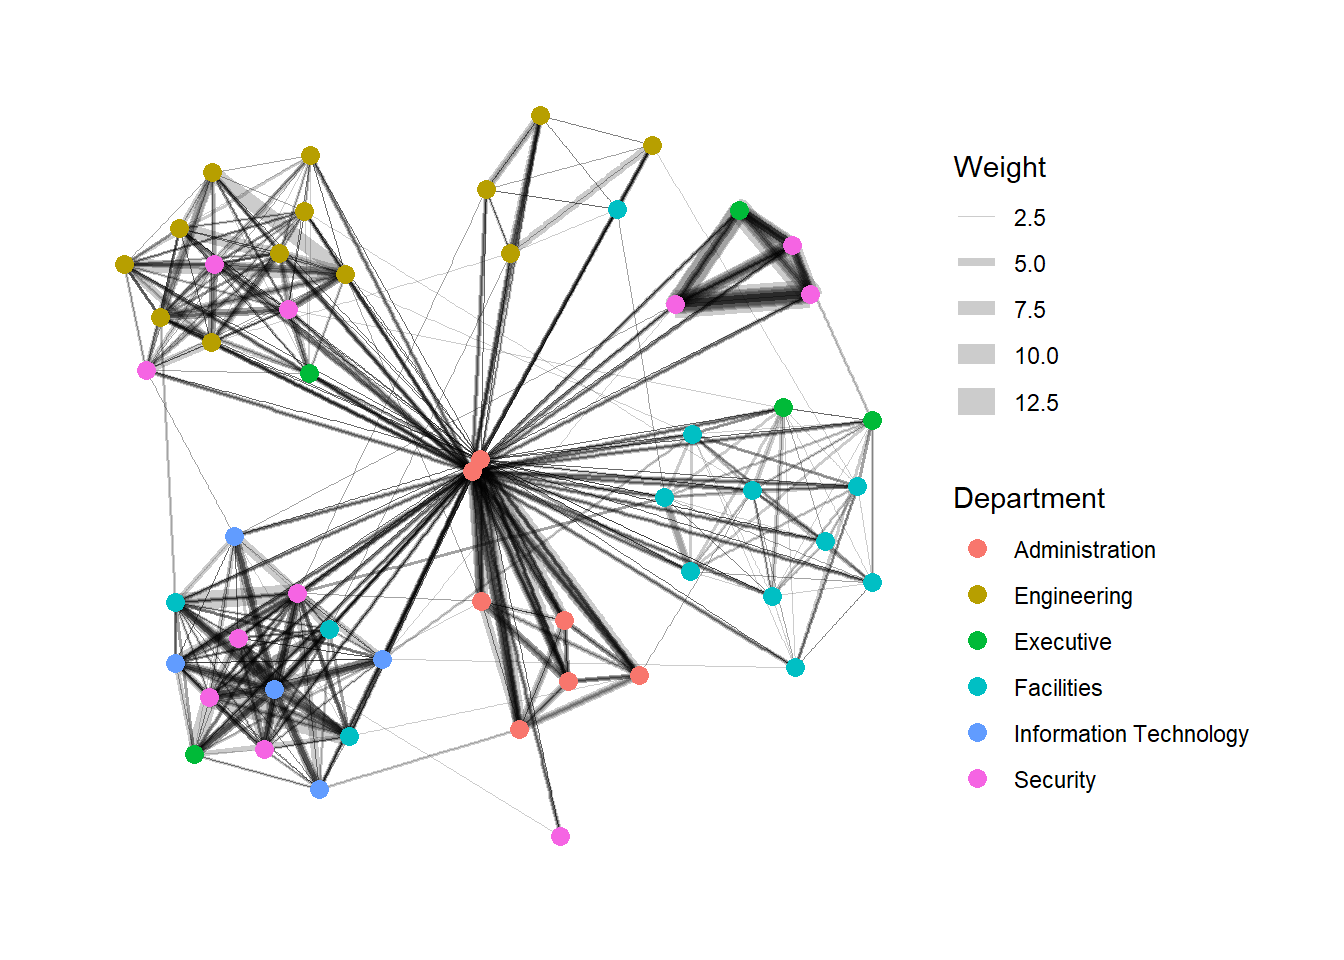 Weight
2.5
5.0
7.5
10.0
12.5
Department
Administration
Engineering
Executive
Facilities
Information Technology
Security